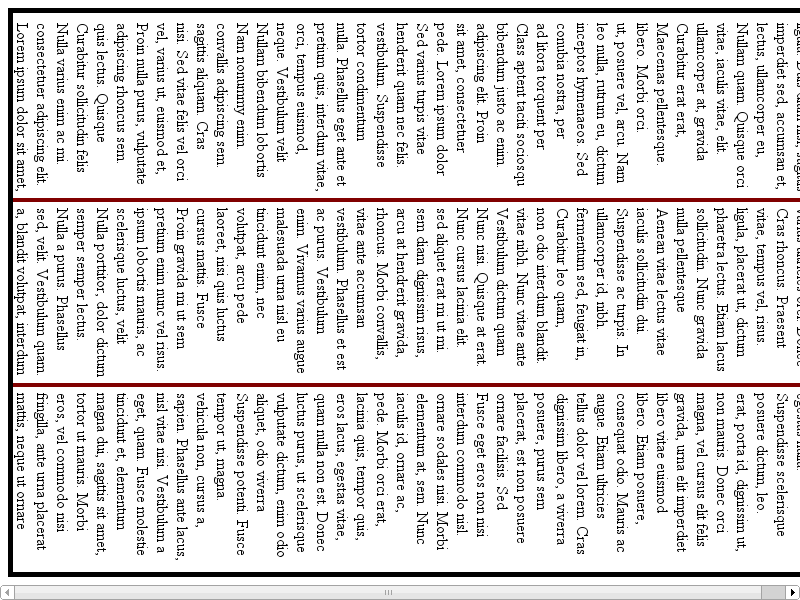 Lorem ipsum dolor sit amet,
consectetuer adipiscing elit.
Nulla varius enim ac mi.
Curabitur sollicitudin felis
quis lectus. Quisque
adipiscing rhoncus sem.
Proin nulla purus, vulputate
vel, varius ut, euismod et,
nisi. Sed vitae felis vel orci
sagittis aliquam. Cras
convallis adipiscing sem.
Nam nonummy enim.
Nullam bibendum lobortis
neque. Vestibulum velit
orci, tempus euismod,
pretium quis, interdum vitae,
nulla. Phasellus eget ante et
tortor condimentum
vestibulum. Suspendisse
hendrerit quam nec felis.
Sed varius turpis vitae
pede. Lorem ipsum dolor
sit amet, consectetuer
adipiscing elit. Proin
bibendum justo ac enim.
Class aptent taciti sociosqu
ad litora torquent per
conubia nostra, per
inceptos hymenaeos. Sed
leo nulla, rutrum eu, dictum
ut, posuere vel, arcu. Nam
libero. Morbi orci.
Maecenas pellentesque.
Curabitur erat erat,
ullamcorper at, gravida
vitae, iaculis vitae, elit.
Nullam quam. Quisque orci
lectus, ullamcorper eu,
imperdiet sed, accumsan et,
a, blandit volutpat, interdum
sed, velit. Vestibulum quam.
Nulla a purus. Phasellus
semper semper lectus.
Nulla porttitor, dolor dictum
scelerisque luctus, velit
ipsum lobortis mauris, ac
pretium enim nunc vel risus.
Proin gravida mi ut sem
cursus mattis. Fusce
laoreet, nisi quis luctus
volutpat, arcu pede
tincidunt enim, nec
malesuada urna nisl eu
enim. Vivamus varius augue
ac purus. Vestibulum
vestibulum. Phasellus et est
vitae ante accumsan
rhoncus. Morbi convallis,
arcu at hendrerit gravida,
sem diam dignissim risus,
sed aliquet erat mi ut mi.
Nunc cursus lacinia elit.
Nunc nisi. Quisque at erat.
Vestibulum dictum quam
vitae nibh. Nunc vitae ante
non odio interdum blandit.
Curabitur leo quam,
fermentum sed, feugiat in,
ullamcorper id, nibh.
Suspendisse ac turpis. In
iaculis sollicitudin dui.
Aenean vitae lectus vitae
nulla pellentesque
sollicitudin. Nunc gravida
pharetra lectus. Etiam lacus
ligula, placerat ut, dictum
vitae, tempus vel, risus.
Cras rhoncus. Praesent
mattis, neque ut ornare
fringilla, ante urna placerat
eros, vel commodo nisi
tortor ut mauris. Morbi
magna dui, sagittis sit amet,
tincidunt et, elementum
eget, quam. Fusce molestie
nisl vitae nisi. Vestibulum a
sapien. Phasellus ante lacus,
vehicula non, cursus a,
tempor ut, magna.
Suspendisse potenti. Fusce
aliquet, odio viverra
vulputate dictum, enim odio
luctus purus, ut scelerisque
quam nulla non est. Donec
eros lacus, egestas vitae,
lacinia quis, tempor quis,
pede. Morbi orci erat,
iaculis id, ornare ac,
elementum at, sem. Nunc
ornare sodales nisi. Morbi
interdum commodo nisl.
Fusce eget eros non nisi
ornare facilisis. Sed
placerat, est non posuere
posuere, purus sem
dignissim libero, a viverra
tellus dolor vel lorem. Cras
augue. Etiam ultricies
consequat odio. Mauris ac
libero. Etiam posuere,
libero vitae euismod
gravida, urna elit imperdiet
magna, vel cursus elit felis
non mauris. Donec orci
erat, porta id, dignissim ut,
posuere dictum, leo.
Suspendisse scelerisque